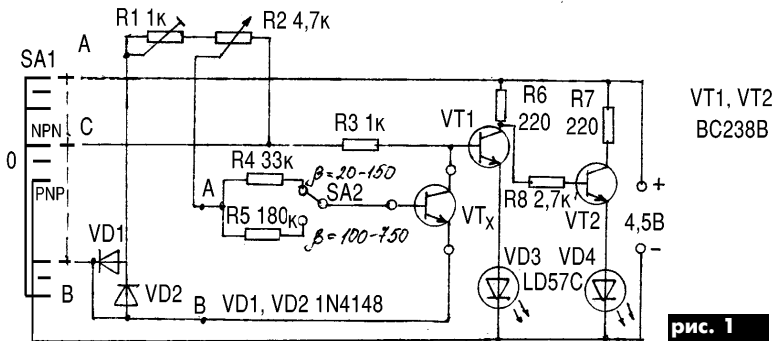 R1 1к
R2 4,7к
A
SA1
R6
220
R7
220
VT1, VT2
BC238B
VT1
NPN
C
R3 1к
0
R4 33к
β=20-150
SA2
PNP
A
R5 180к
β=100-750
VTX
R8 2,7к
VT2
+
4,5В
−
VD1
VD3
VD4
LD57C
B
VD2
B
VD1, VD2 1N4148
рис. 1